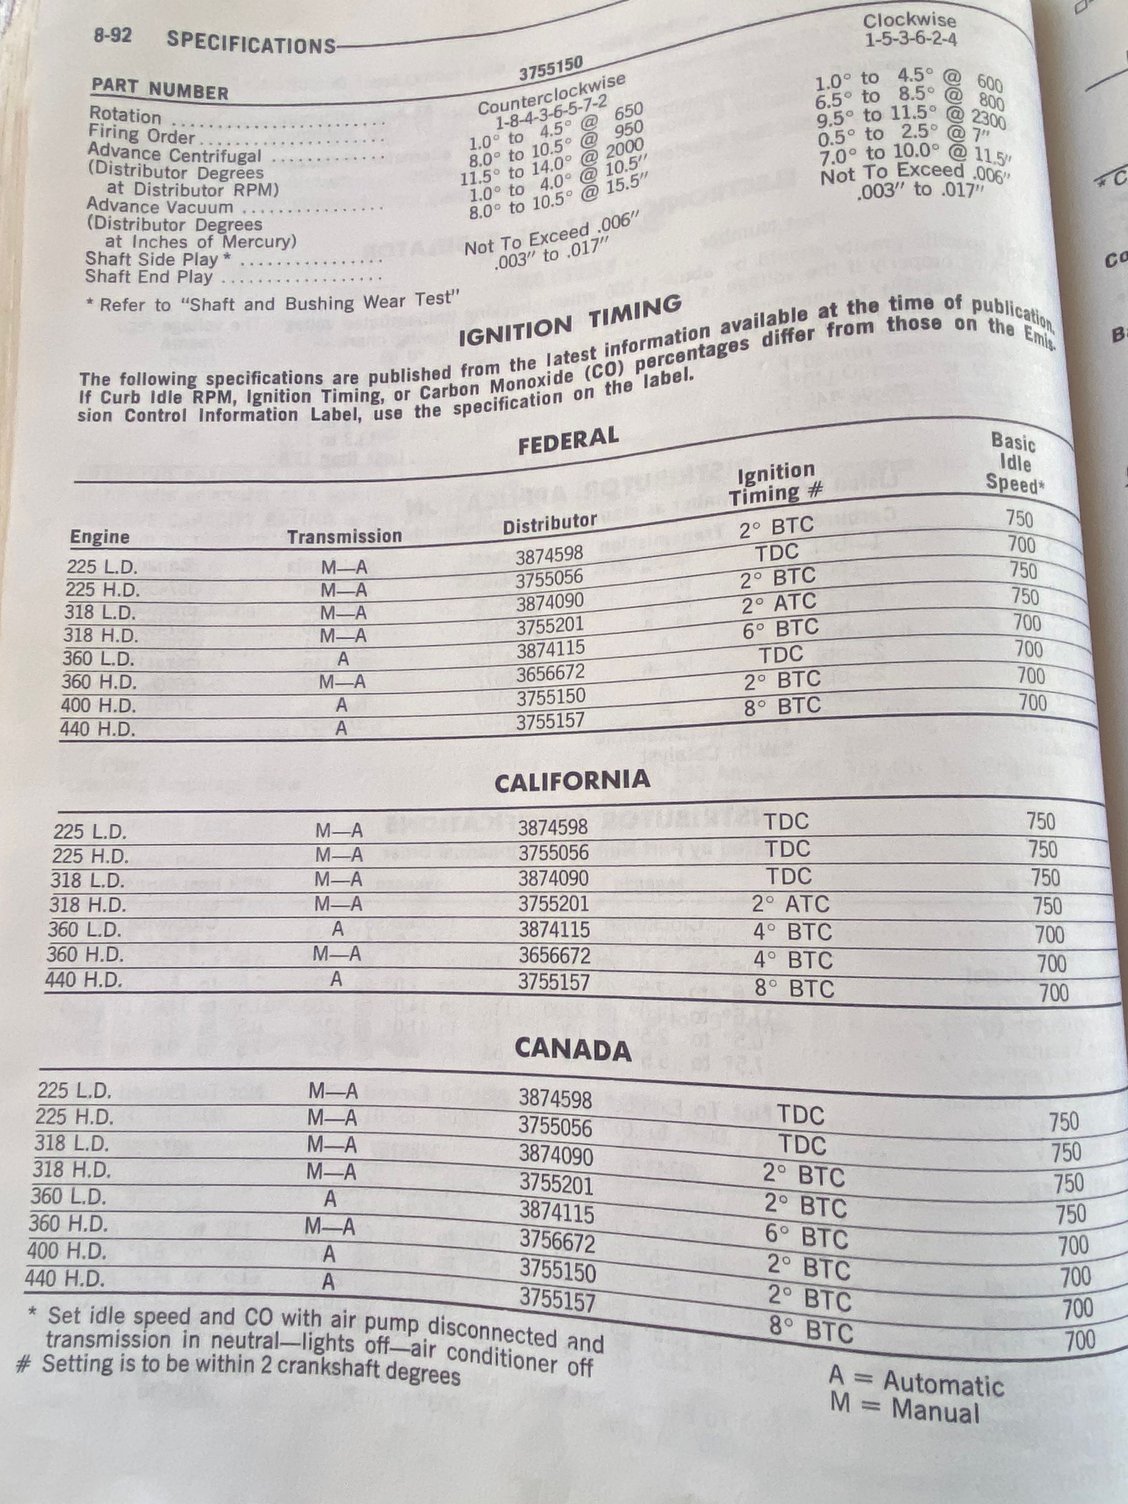 8-92 SPECIFICATIONS
Clockwise
1-5-3-6-2-4
PART NUMBER 3755150
Rotation .......................... Counterclockwise
Firing Order .......................... 1-8-4-3-6-5-7-2
Advance Centrifugal ................ 1.0° to 4.5° @ 650 1.0° to 4.5° @ 600
(Distributor Degrees 8.0° to 10.5° @ 950 6.5° to 8.5° @ 800
at Distributor RPM) 11.5° to 14.0° @ 2000 9.5° to 11.5° @ 2300
Advance Vacuum .................... 1.0° to 4.0° @ 10.5" 0.5° to 2.5° @ 7"
(Distributor Degrees 8.0° to 10.5° @ 15.5" 7.0° to 10.0° @ 11.5"
at Inches of Mercury)
Shaft Side Play * ................... Not To Exceed .006" Not To Exceed .006"
Shaft End Play ...................... .003" to .017" .003" to .017"
* Refer to “Shaft and Bushing Wear Test”
IGNITION TIMING
The following specifications are published from the latest information available at the time of publication.
If Curb Idle RPM, Ignition Timing, or Carbon Monoxide (CO) percentages differ from those on the Emis-
sion Control Information Label, use the specification on the label.
FEDERAL
Engine Transmission Distributor Ignition Timing # Basic Idle Speed*
225 L.D. M—A 3874598 2° BTC 750
225 H.D. M—A 3755056 TDC 700
318 L.D. M—A 3874090 2° BTC 750
318 H.D. M—A 3755201 2° ATC 750
360 L.D. A 3874115 6° BTC 700
360 H.D. M—A 3656672 TDC 700
400 H.D. A 3755150 2° BTC 700
440 H.D. A 3755157 8° BTC 700
CALIFORNIA
225 L.D. M—A 3874598 TDC 750
225 H.D. M—A 3755056 TDC 750
318 L.D. M—A 3874090 TDC 750
318 H.D. M—A 3755201 2° ATC 750
360 L.D. A 3874115 4° BTC 700
360 H.D. M—A 3656672 4° BTC 700
440 H.D. A 3755157 8° BTC 700
CANADA
225 L.D. M—A 3874598 TDC 750
225 H.D. M—A 3755056 TDC 750
318 L.D. M—A 3874090 2° BTC 750
318 H.D. M—A 3755201 2° BTC 750
360 L.D. A 3874115 6° BTC 700
360 H.D. M—A 3756672 2° BTC 700
400 H.D. A 3755150 2° BTC 700
440 H.D. A 3755157 8° BTC 700
* Set idle speed and CO with air pump disconnected and
transmission in neutral—lights off—air conditioner off
# Setting is to be within 2 crankshaft degrees
A = Automatic
M = Manual